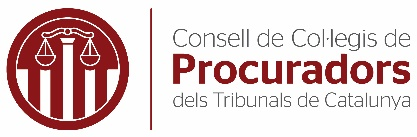 Consell de Col·legis de
Procuradors
dels Tribunals de Catalunya